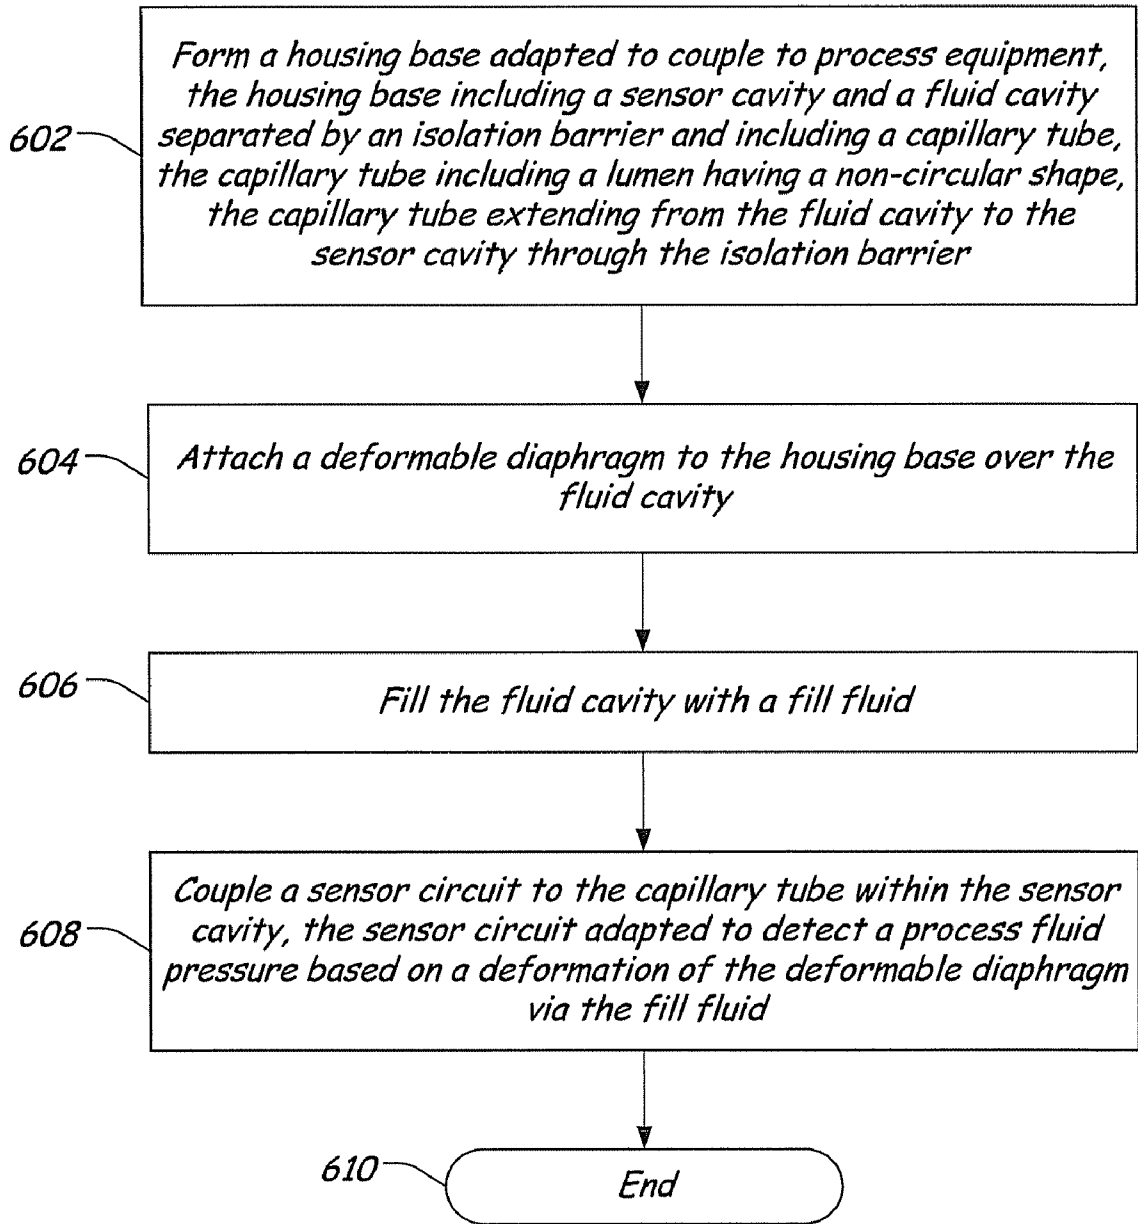 Form a housing base adapted to couple to process equipment,
the housing base including a sensor cavity and a fluid cavity
602
separated by an isolation barrier and including a capillary tube,
the capillary tube including a lumen having a non-circular shape,
the capillary tube extending from the fluid cavity to the
sensor cavity through the isolation barrier
604
Attach a deformable diaphragm to the housing base over the
fluid cavity
606
Fill the fluid cavity with a fill fluid
Couple a sensor circuit to the capillary tube within the sensor
608
cavity, the sensor circuit adapted to detect a process fluid
pressure based on a deformation of the deformable diaphragm
via the fill fluid
610
End